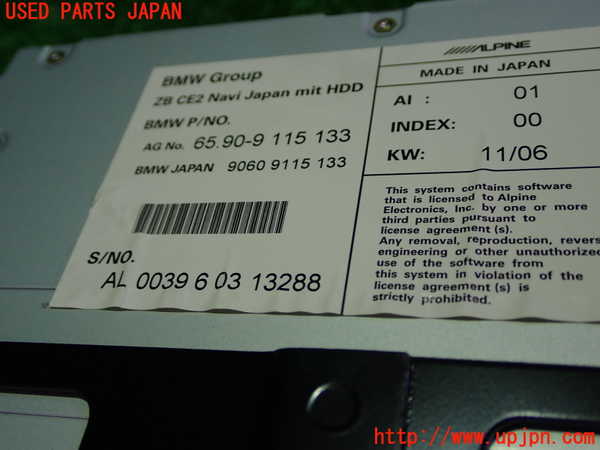 USED PARTS JAPAN
BMW Group
ZB CE2 Navi Japan mit HDD
BMW P/NO.
AG No. 65.90-9 115 133
BMW JAPAN 9060 9115 133
S/NO.
AL 0039 6 03 13288
ALPINE
MADE IN JAPAN
AI : 01
INDEX: 00
KW: 11/06
This system contains software
that is licensed to Alpine
Electronics, Inc. by one or more
third parties pursuant to
license agreement (s).
Any removal, reproduction, revers
engineering or other unauthorized
use of the software from
this system in violation of the
license agreement (s) is
strictly prohibited.
http://www.upjpn.com